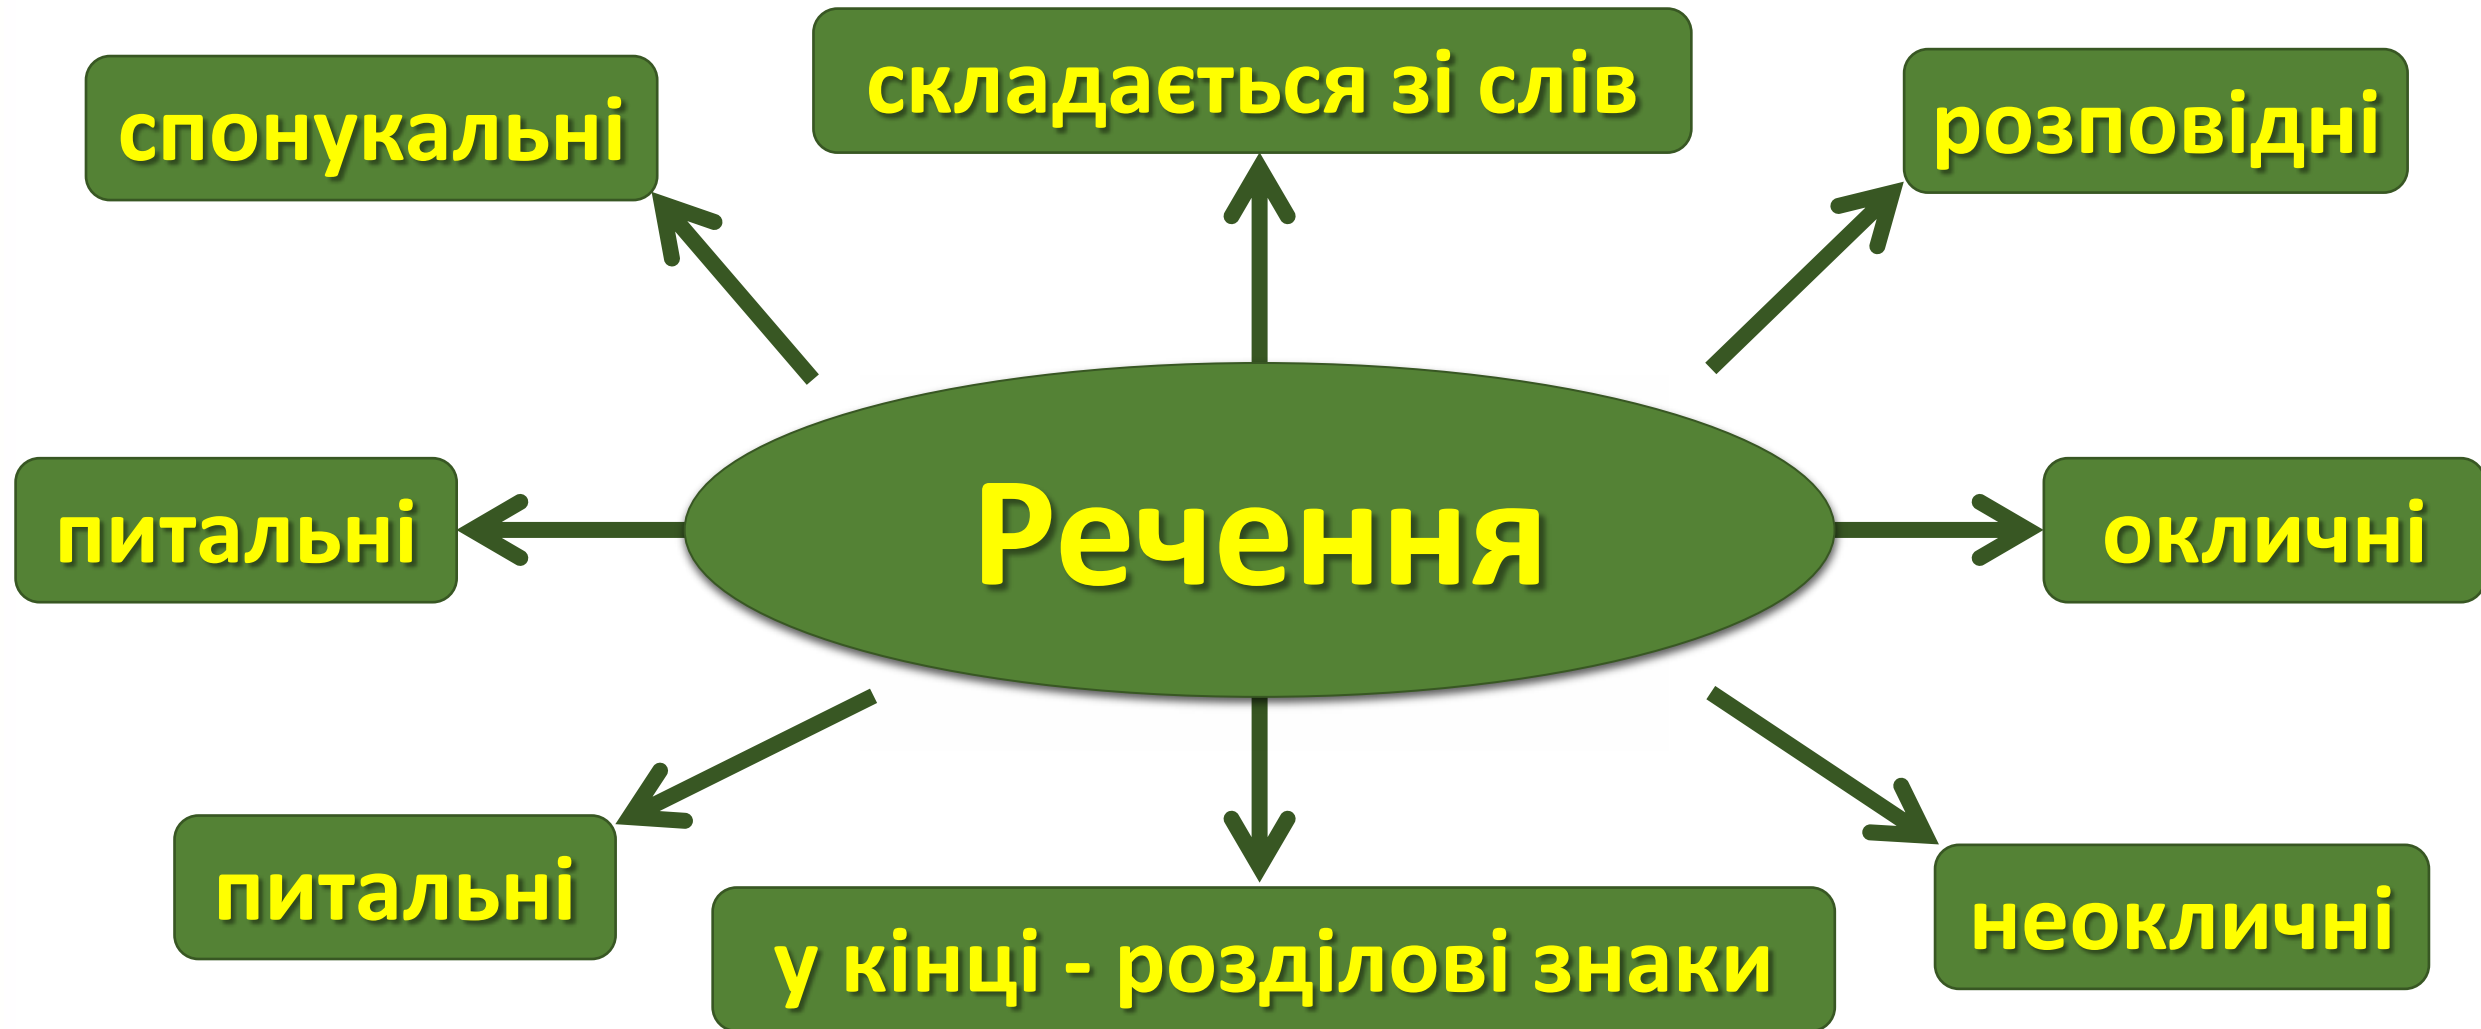 складається зі слів
спонукальні
розповідні
питальні
Речення
окличні
питальні
неокличні
у кінці - розділові знаки